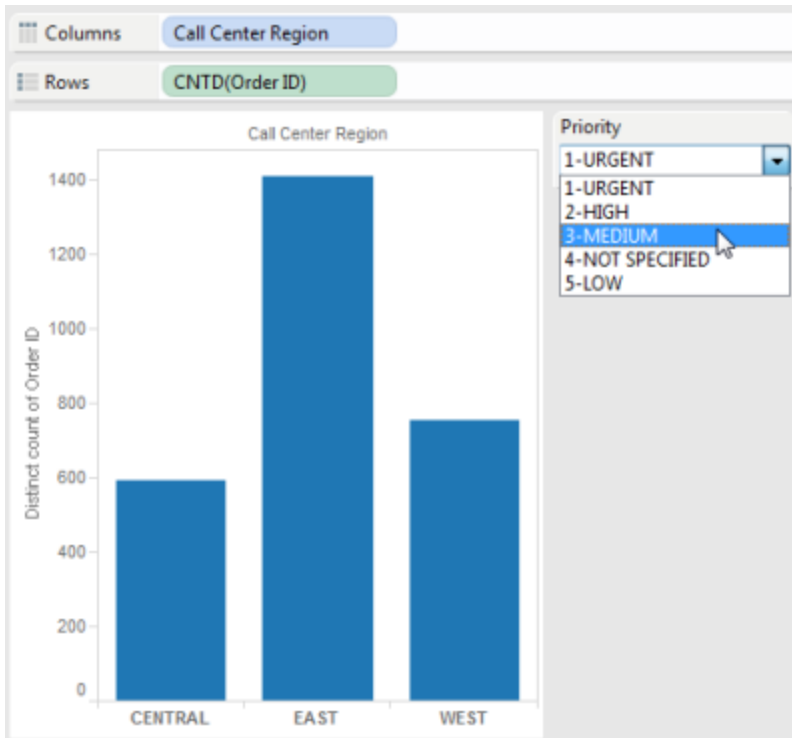 Columns Call Center Region
Rows CNTD(Order ID)
Call Center Region
Distinct count of Order ID
1400
1200
1000
800
600
400
200
0
CENTRAL EAST WEST
Priority
1-URGENT
1-URGENT
2-HIGH
3-MEDIUM
4-NOT SPECIFIED
5-LOW